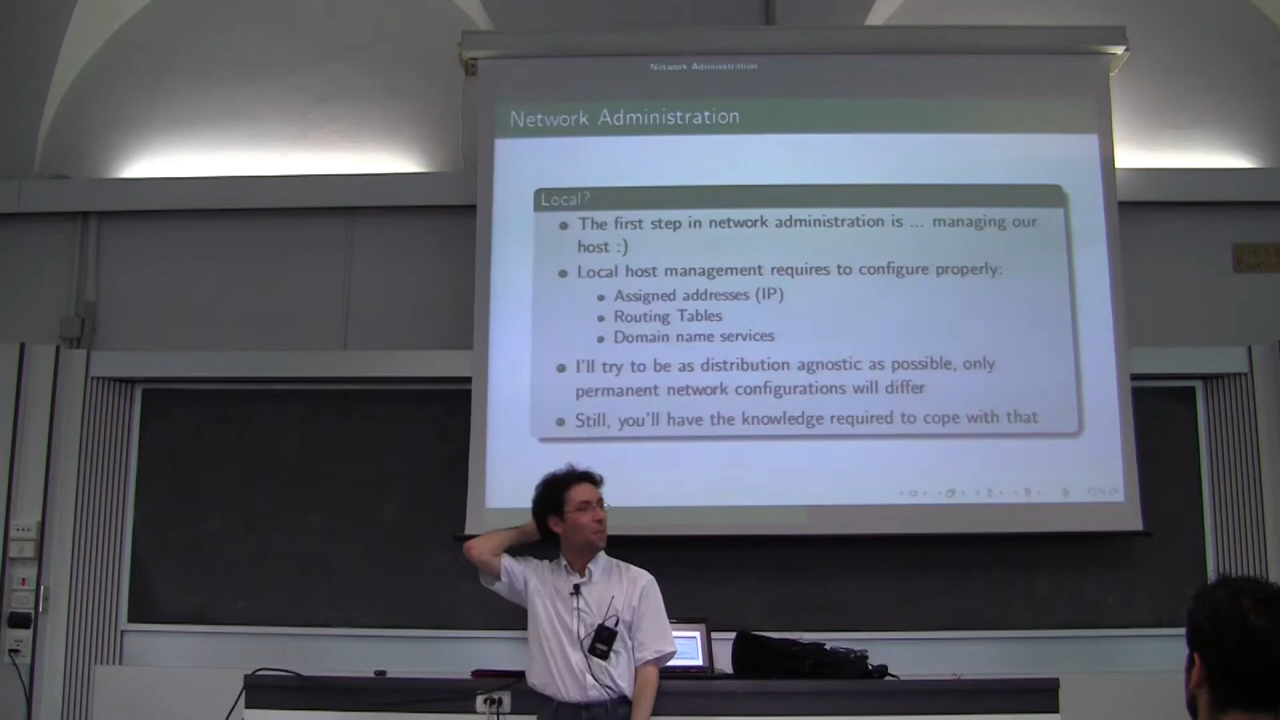 Network Administration
Network Administration
Local?
The first step in network administration is ... managing our
host :)
Local host management requires to configure properly:
Assigned addresses (IP)
Routing Tables
Domain name services
I'll try to be as distribution agnostic as possible, only
permanent network configurations will differ
Still, you'll have the knowledge required to cope with that